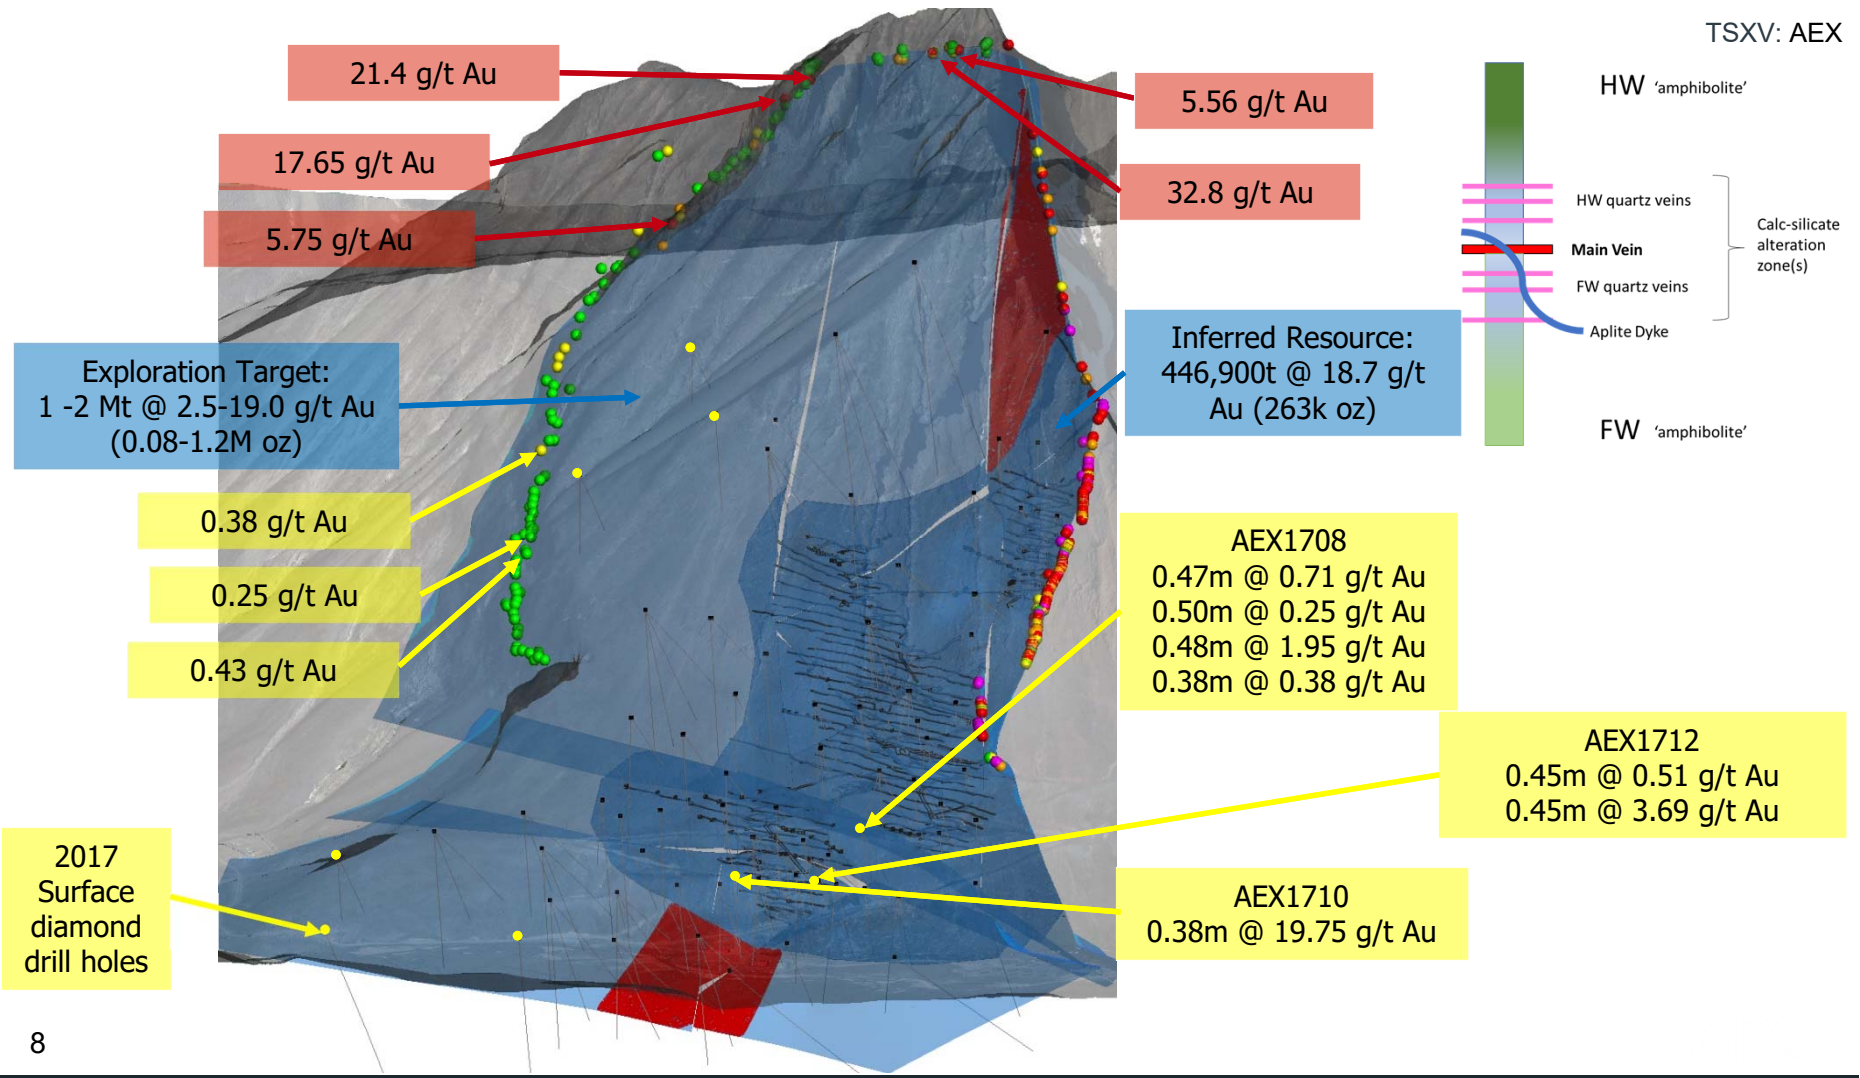 TSXV: AEX
21.4 g/t Au
17.65 g/t Au
5.75 g/t Au
5.56 g/t Au
32.8 g/t Au
HW 'amphibolite'
HW quartz veins
Main Vein
FW quartz veins
Calc-silicate
alteration
zone(s)
Aplite Dyke
FW 'amphibolite'
Exploration Target:
1 -2 Mt @ 2.5-19.0 g/t Au
(0.08-1.2M oz)
Inferred Resource:
446,900t @ 18.7 g/t
Au (263k oz)
0.38 g/t Au
0.25 g/t Au
0.43 g/t Au
AEX1708
0.47m @ 0.71 g/t Au
0.50m @ 0.25 g/t Au
0.48m @ 1.95 g/t Au
0.38m @ 0.38 g/t Au
AEX1712
0.45m @ 0.51 g/t Au
0.45m @ 3.69 g/t Au
2017
Surface
diamond
drill holes
AEX1710
0.38m @ 19.75 g/t Au
8